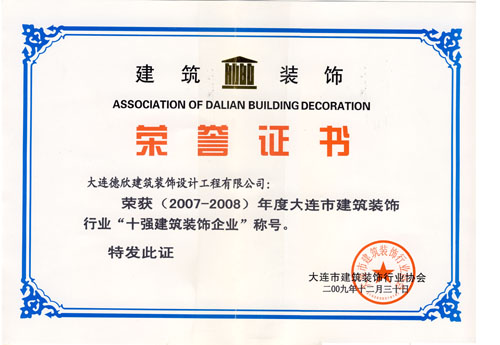 建筑 装饰
ASSOCIATION OF DALIAN BUILDING DECORATION
荣誉证书
大连德欣建筑装饰设计工程有限公司：
荣获（2007-2008）年度大连市建筑装饰
行业“十强建筑装饰企业”称号。
特发此证
大连市建筑装饰行业协会
二00九年十二月三十日